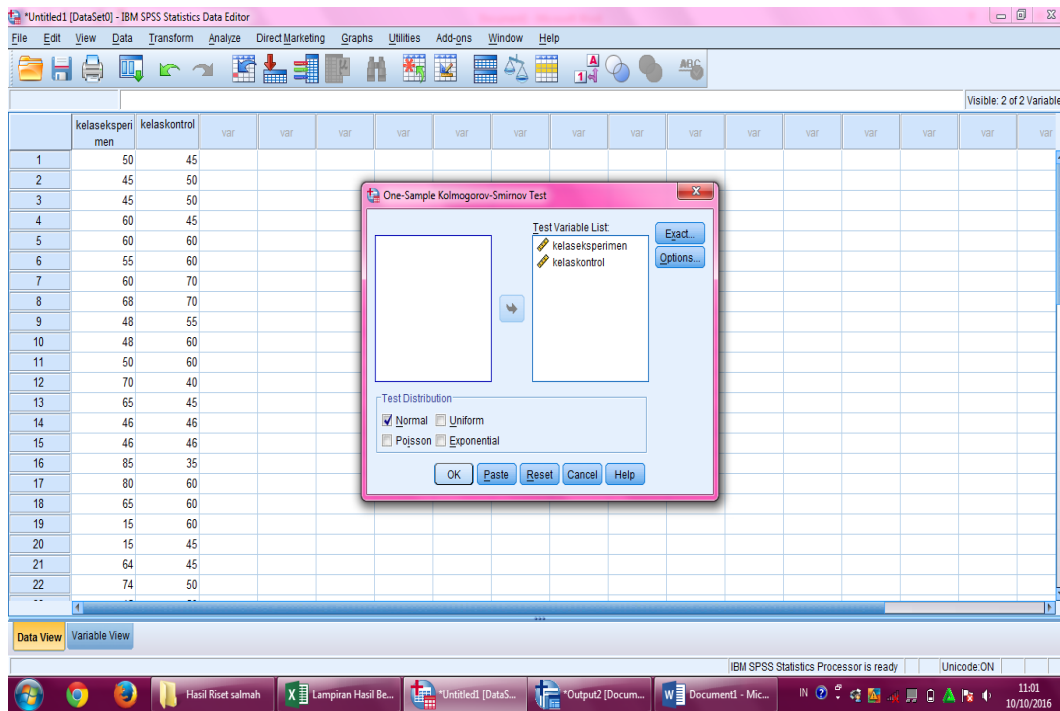 *Untitled1 [DataSet0] - IBM SPSS Statistics Data Editor
File Edit View Data Transform Analyze Direct Marketing Graphs Utilities Add-ons Window Help
Visible: 2 of 2 Variable
kelaseksperi men kelaskontrol var var var var var var var var var var var var var var var
1 50 45
2 45 50
3 45 50
4 60 45
5 60 60
6 55 60
7 60 70
8 68 70
9 48 55
10 48 60
11 50 60
12 70 40
13 65 45
14 46 46
15 46 46
16 85 35
17 80 60
18 65 60
19 15 60
20 15 45
21 64 45
22 74 50
One-Sample Kolmogorov-Smirnov Test
Test Variable List:
kelaseksperimen
kelaskontrol
Exact...
Options...
Test Distribution
Normal Uniform
Poisson Exponential
OK Paste Reset Cancel Help
Data View Variable View
IBM SPSS Statistics Processor is ready Unicode:ON
Hasil Riset salmah Lampiran Hasil Be... *Untitled1 [DataS... *Output2 [Docum... Document1 - Mic... IN 11:01
10/10/2016